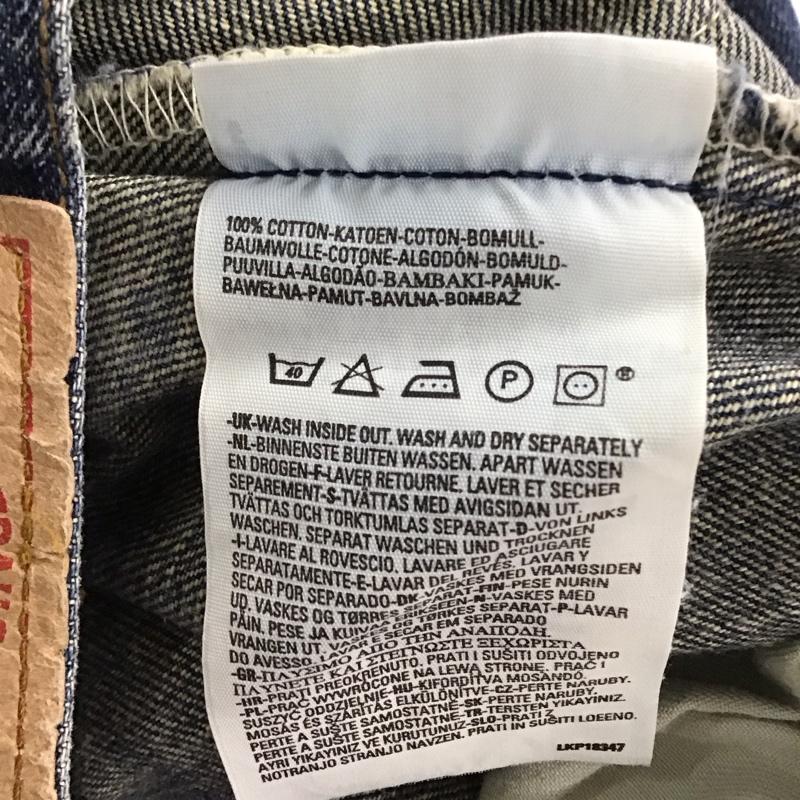 100% COTTON-KATOEN-COTON-BOMULL-
BAUMWOLLE-COTONE-ALGODÓN-BOMULD-
PUUVILLA-ALGODÃO-BAMBAKI-PAMUK-
BAWEŁNA-PAMUT-BAVLNA-BOMBAŽ
40 P ®
-UK-WASH INSIDE OUT. WASH AND DRY SEPARATELY
-NL-BINNENSTE BUITEN WASSEN. APART WASSEN
EN DROGEN-F-LAVER RETOURNE. LAVER ET SECHER
SEPAREMENT-S-TVÄTTAS MED AVIGSIDAN UT.
TVÄTTAS OCH TORKTUMLAS SEPARAT-D-VON LINKS
WASCHEN. SEPARAT WASCHEN UND TROCKNEN
-I-LAVARE AL ROVESCIO. LAVARE ED ASCIUGARE
SEPARATAMENTE-E-LAVAR DEL REVES. LAVAR Y
SECAR POR SEPARADO-DK-VASKES MED VRANGSIDEN
UD. VASKES OG TØRRES SEPARAT-FIN-PESE NURIN
PÄIN. PESE JA KUIVAA ERIKSEEN-N-VASKES MED
VRANGEN UT. VASKES OG TØRKES SEPARAT-P-LAVAR
DO AVESSO. LAVAR E SECAR EM SEPARADO
-GR-ΠΛΥΣΙΜΟ ΑΠΟ ΤΗΝ ΑΝΑΠΟΔΗ.
ΠΛΥΝΕΤΕ ΚΑΙ ΣΤΕΓΝΩΣΤΕ ΞΕΧΩΡΙΣΤΑ
-HR-PRATI PREOKRENUTO. PRATI I SUŠITI ODVOJENO
-PL-PRAĆ WYWRÓCONE NA LEWĄ STRONĘ. PRAĆ I
SUSZYĆ ODDZIELNIE-HU-KIFORDÍTVA MOSANDÓ.
MOSÁS ÉS SZÁRÍTÁS ELKÜLÖNÍTVE-CZ-PERTE NARUBY.
PERTE A SUŠTE SAMOSTATNĚ-SK-PERTE NARUBY.
PERTE A SUŠTE SAMOSTATNE-TR-TERSTEN YIKAYINIZ.
AYRI YIKAYINIZ VE KURUTUNUZ-SLO-PRATI Z
NOTRANJO STRANJO NAVZEN. PRATI IN SUŠITI LOEENO.
LKP18347